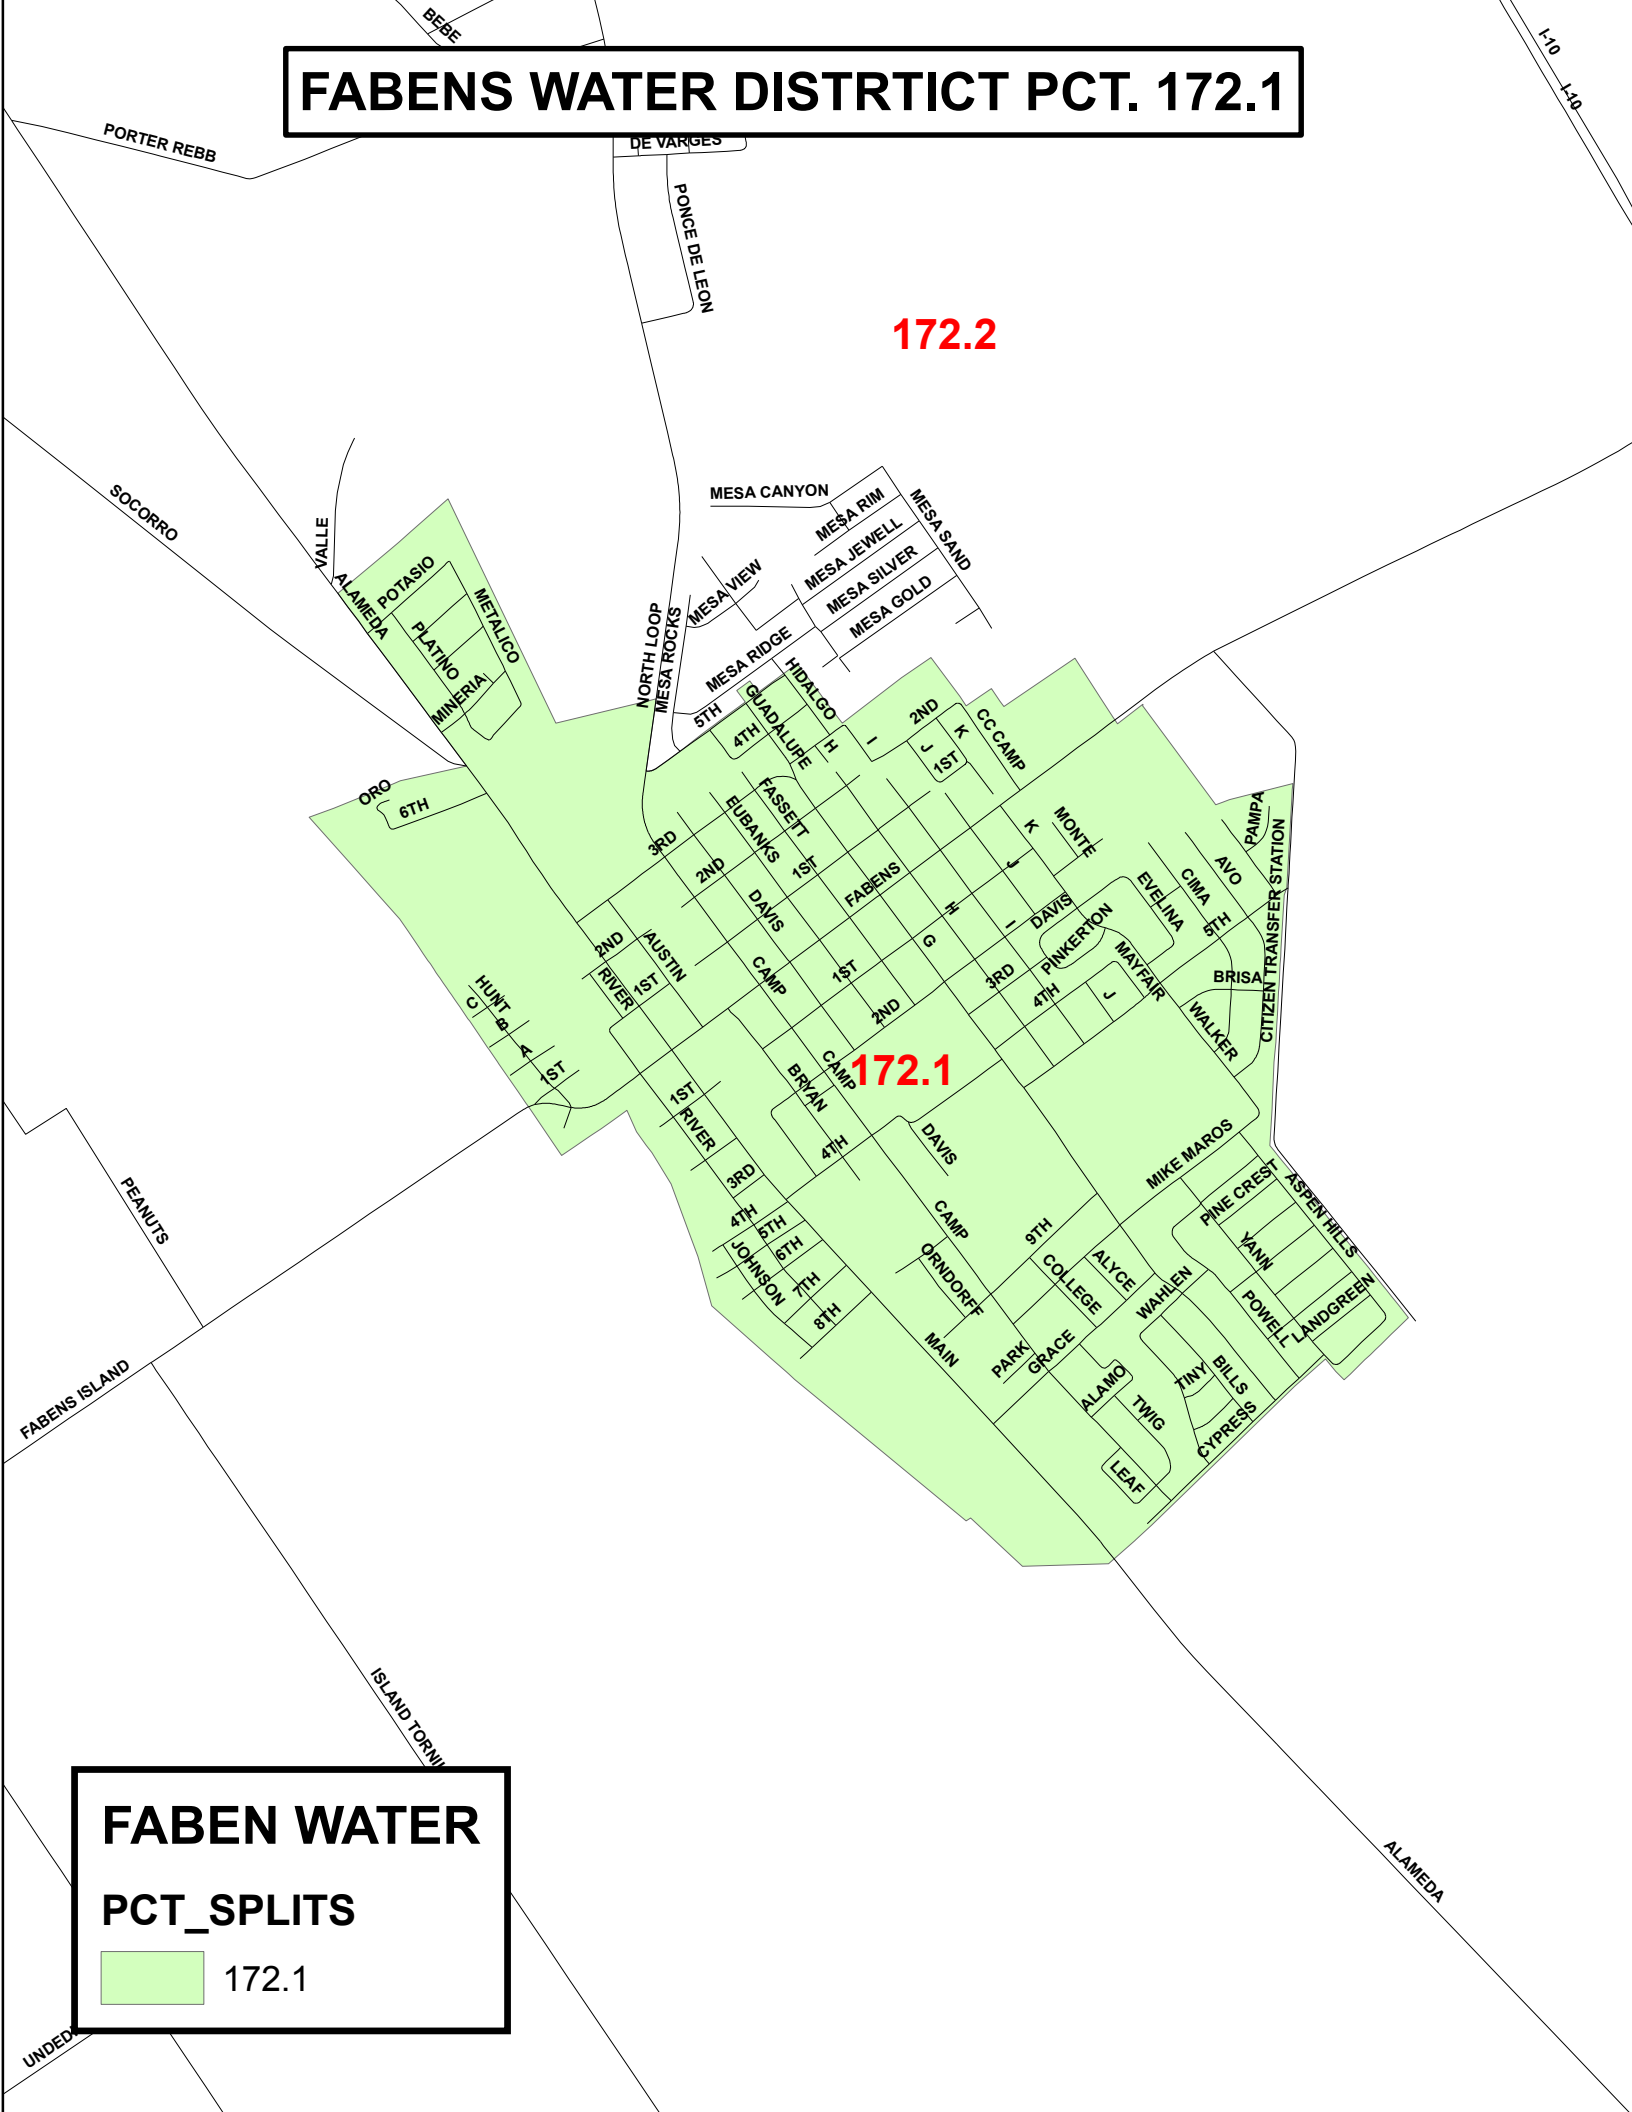 BEBE
I-10
I-10
FABENS WATER DISTRTICT PCT. 172.1
PORTER REBB
DE VARGES
PONCE DE LEON
172.2
SOCORRO
VALLE
MESA CANYON
MESA RIM
MESA SAND
MESA JEWELL
MESA SILVER
MESA GOLD
MESA VIEW
MESA RIDGE
MESA ROCKS
NORTH LOOP
ALAMEDA
POTASIO
METALICO
PLATINO
MINERIA
HIDALGO
GUADALUPE
5TH
4TH
H
I
2ND
K
J
1ST
CC CAMP
ORO
6TH
FASSETT
EUBANKS
3RD
2ND
1ST
DAVIS
FABENS
K
MONTE
J
PAMPA
AVO
CIMA
EVELINA
5TH
CITIZEN TRANSFER STATION
H
G
I
DAVIS
PINKERTON
MAYFAIR
2ND
AUSTIN
RIVER
1ST
CAMP
1ST
2ND
3RD
4TH
J
BRISA
WALKER
HUNT
C
B
A
1ST
172.1
CAMP
BRYAN
1ST
RIVER
4TH
DAVIS
3RD
MIKE MAROS
PINE CREST
ASPEN HILLS
YANN
PEANUTS
4TH
5TH
6TH
7TH
8TH
JOHNSON
CAMP
ORNDORFF
9TH
COLLEGE
ALYCE
WAHLEN
POWELL
LANDGREEN
MAIN
PARK
GRACE
ALAMO
TWIG
TINY
BILLS
CYPRESS
LEAF
FABENS ISLAND
ALAMEDA
FABEN WATER
PCT_SPLITS
172.1